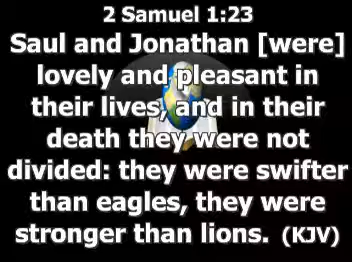 2 Samuel 1:23
Saul and Jonathan [were]
lovely and pleasant in
their lives, and in their
death they were not
divided: they were swifter
than eagles, they were
stronger than lions. (KJV)